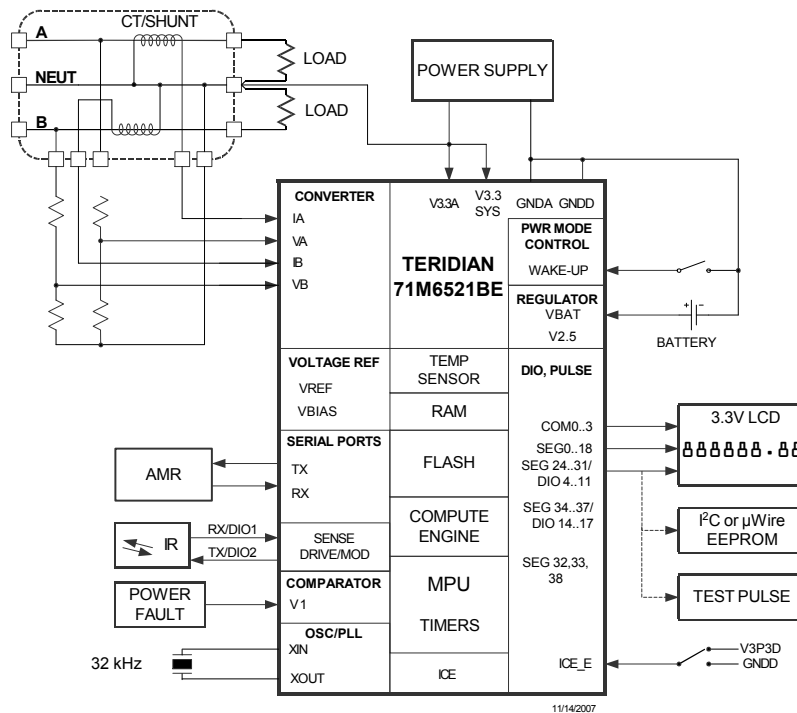 CT/SHUNT
A
NEUT
B
LOAD
LOAD
POWER SUPPLY
CONVERTER
IA
VA
IB
VB
V3.3A
V3.3
SYS
GNDA GNDD
TERIDIAN
71M6521BE
PWR MODE
CONTROL
WAKE-UP
REGULATOR
VBAT
V2.5
BATTERY
VOLTAGE REF
VREF
VBIAS
TEMP
SENSOR
RAM
DIO, PULSE
COM0..3
SEG0..18
SEG 24..31/
DIO 4..11
SEG 34..37/
DIO 14..17
SEG 32,33,
38
ICE_E
3.3V LCD
I²C or µWire
EEPROM
TEST PULSE
V3P3D
GNDD
SERIAL PORTS
TX
RX
AMR
FLASH
IR
RX/DIO1
TX/DIO2
SENSE
DRIVE/MOD
COMPUTE
ENGINE
COMPARATOR
V1
POWER
FAULT
MPU
TIMERS
OSC/PLL
XIN
XOUT
32 kHz
ICE
11/14/2007